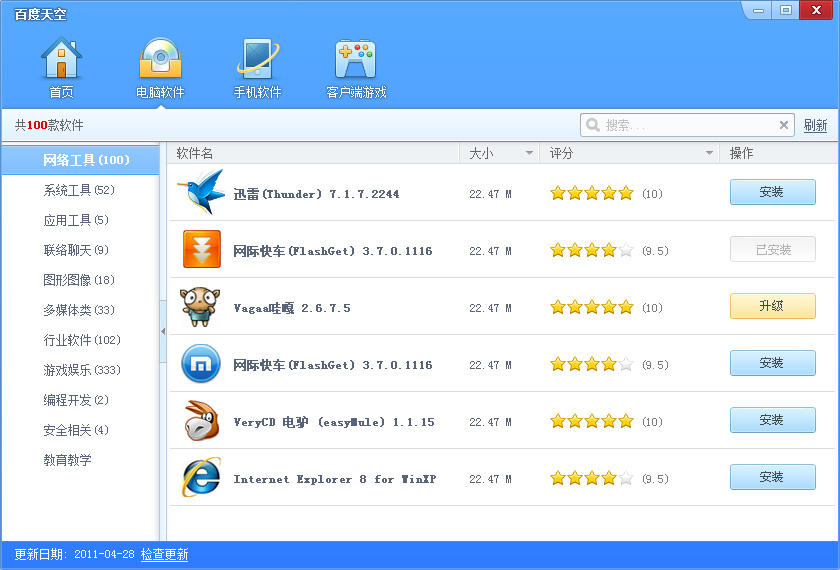 百度天空
首页 电脑软件 手机软件 客户端游戏
共100款软件 搜索... 刷新
网络工具(100)
系统工具(52)
应用工具(5)
联络聊天(9)
图形图像(18)
多媒体类(33)
行业软件(102)
游戏娱乐(333)
编程开发(2)
安全相关(4)
教育教学
软件名 大小 评分 操作
迅雷(Thunder) 7.1.7.2244 22.47 M (10) 安装
网际快车(FlashGet) 3.7.0.1116 22.47 M (9.5) 已安装
Vagaa哇嘎 2.6.7.5 22.47 M (10) 升级
网际快车(FlashGet) 3.7.0.1116 22.47 M (9.5) 安装
VeryCD 电驴 (easyMule) 1.1.15 22.47 M (10) 安装
Internet Explorer 8 for WinXP 22.47 M (9.5) 安装
更新日期: 2011-04-28 检查更新